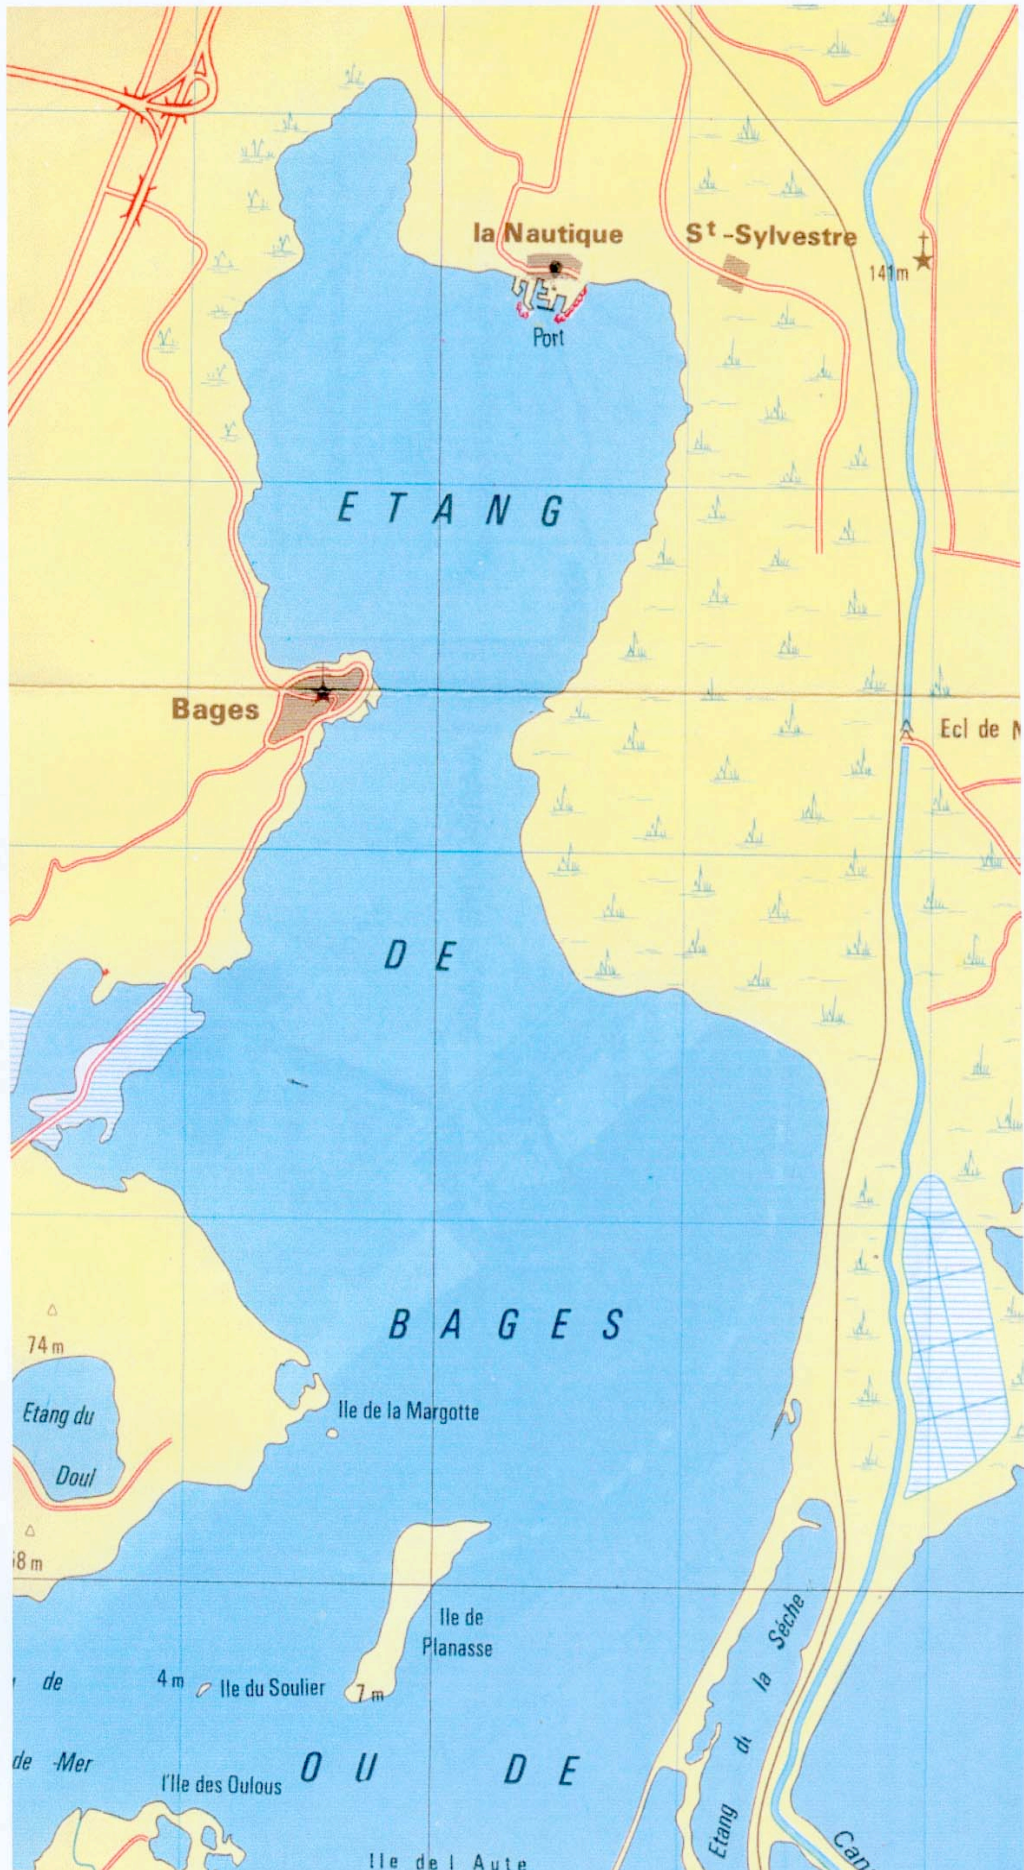 la Nautique
St-Sylvestre
141m
Port
ETANG
Bages
Ecl de
DE
BAGES
74 m
Etang du
Doul
Ile de la Margotte
8 m
Ile de
Planasse
de
4 m
Ile du Soulier
7 m
de -Mer
l'Ile des Oulous
OU DE
Etang de la Sèche
Ile de l Aute
Can